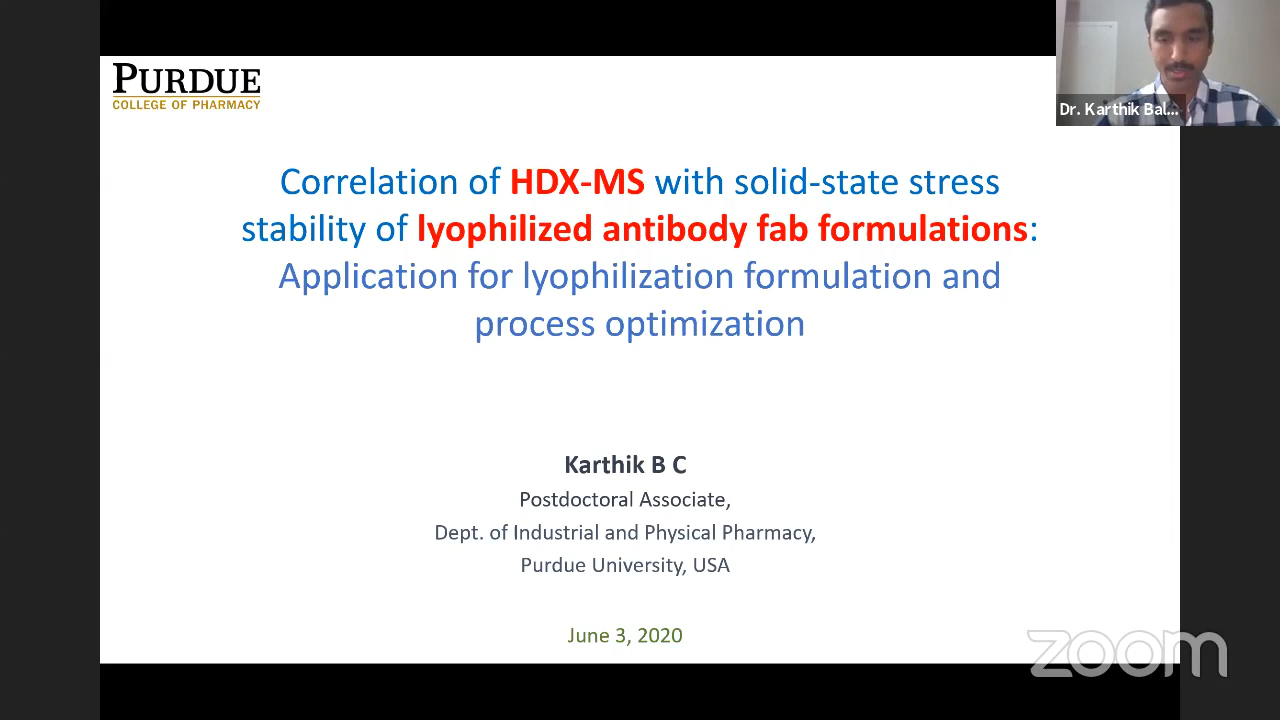 PURDUE
COLLEGE OF PHARMACY
Dr. Karthik Bal...
Correlation of HDX-MS with solid-state stress
stability of lyophilized antibody fab formulations:
Application for lyophilization formulation and
process optimization
Karthik B C
Postdoctoral Associate,
Dept. of Industrial and Physical Pharmacy,
Purdue University, USA
June 3, 2020
zoom